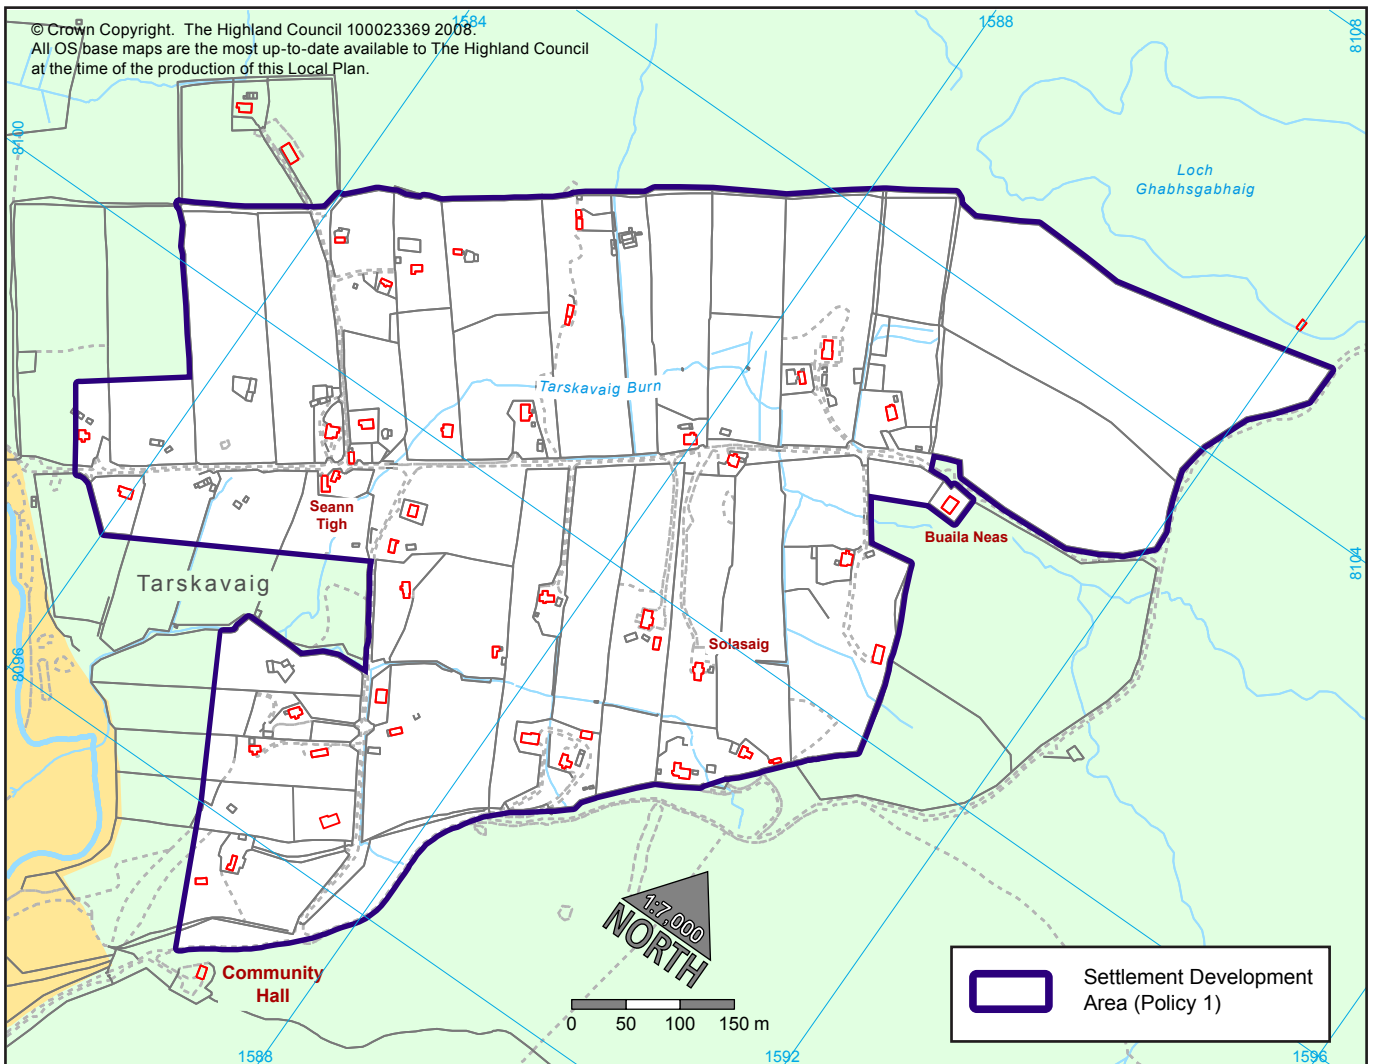 © Crown Copyright. The Highland Council 100023369 2008.
All OS base maps are the most up-to-date available to The Highland Council
at the time of the production of this Local Plan.
1584
1588
8108
8100
Loch
Ghabhsgabhaig
Tarskavaig Burn
Seann
Tigh
Buaila Neas
8104
Tarskavaig
Solasaig
8096
1:7,000
NORTH
Community
Hall
0 50 100 150 m
Settlement Development
Area (Policy 1)
1588
1592
1596